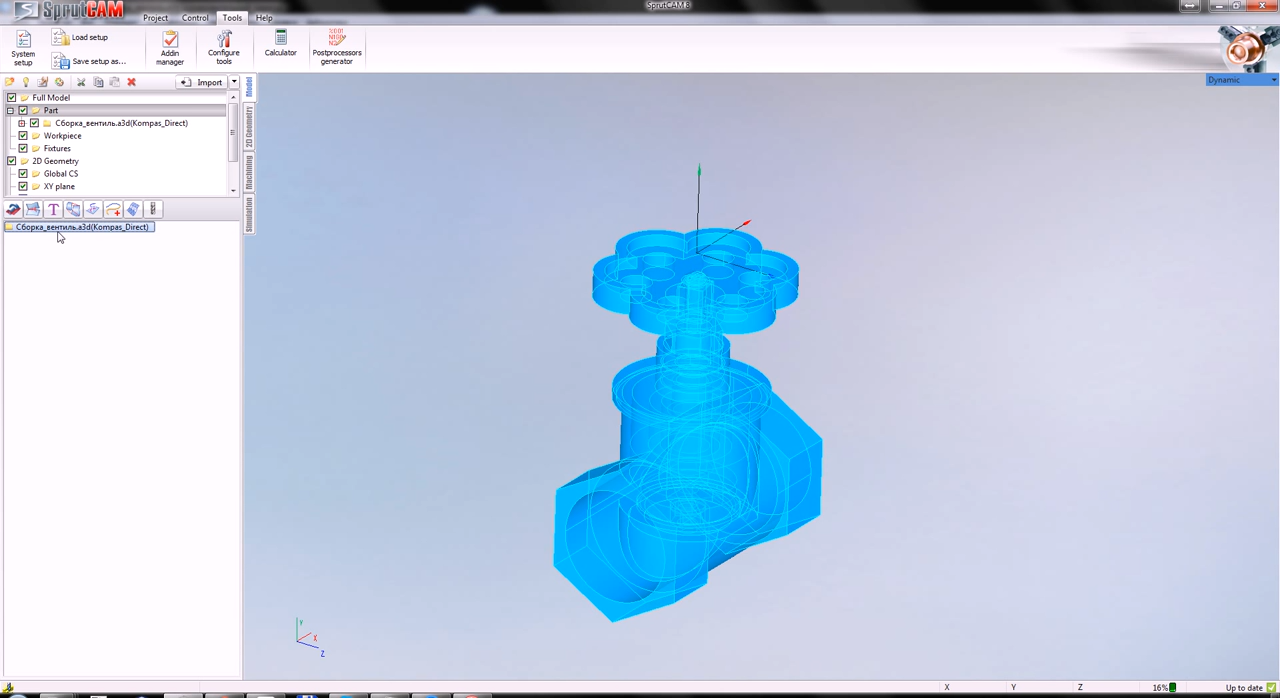 SprutCAM
SprutCAM 8
Project Control Tools Help
System setup
Load setup
Save setup as...
Addin manager
Configure tools
Calculator
Postprocessors generator
Import
Full Model
Part
Сборка_вентиль.a3d(Kompas_Direct)
Workpiece
Fixtures
2D Geometry
Global CS
XY plane
Model
2D Geometry
Machining
Simulation
Сборка_вентиль.a3d(Kompas_Direct)
Dynamic
Y
X
Z
X Y Z 16% Up to date